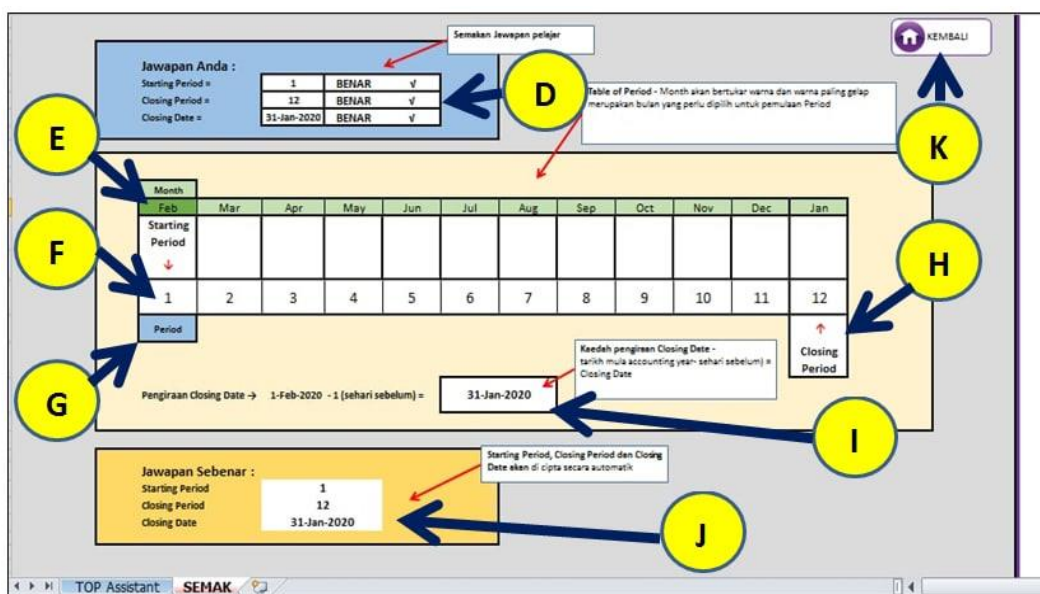 Semakan Jawapan pelajar
KEMBALI
Jawapan Anda :
Starting Period = 1 BENAR √
Closing Period = 12 BENAR √
Closing Date = 31-Jan-2020 BENAR √
D
Table of Period - Month akan bertukar warna dan warna paling gelap
merupakan bulan yang perlu dipilih untuk pemulaan Period
K
E
Month
Feb Mar Apr May Jun Jul Aug Sep Oct Nov Dec Jan
Starting
Period
↓
F
H
1 2 3 4 5 6 7 8 9 10 11 12
Period
↑
Closing
Period
G
Kaedah pengiraan Closing Date -
tarikh mula accounting year- sehari sebelum) =
Closing Date
Pengiraan Closing Date → 1-Feb-2020 - 1 (sehari sebelum) = 31-Jan-2020
I
Starting Period, Closing Period dan Closing
Date akan di cipta secara automatik
Jawapan Sebenar :
Starting Period 1
Closing Period 12
Closing Date 31-Jan-2020
J
TOP Assistant SEMAK